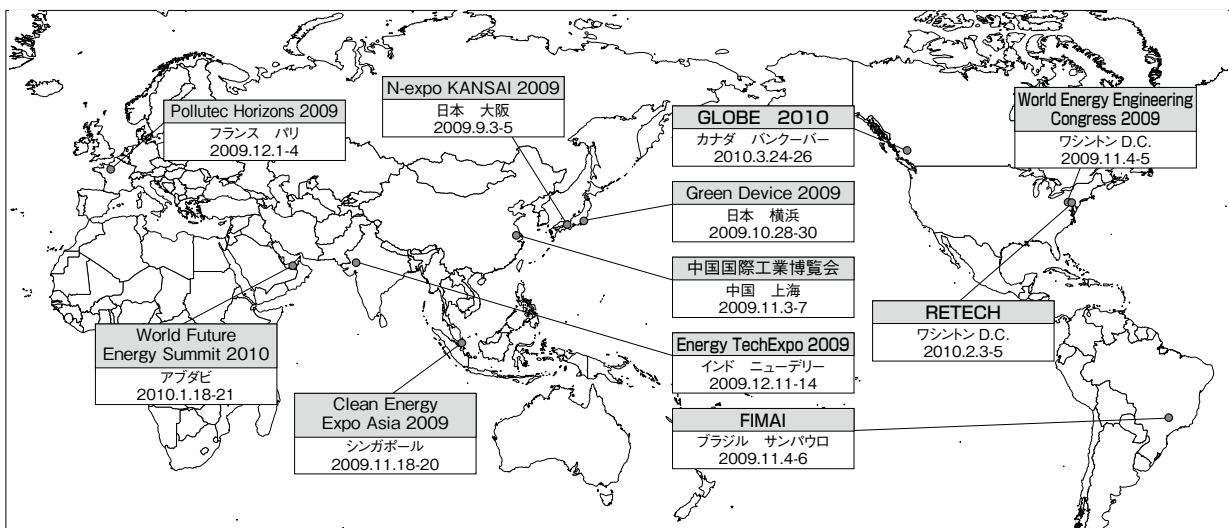 N-expo KANSAI 2009
日本　大阪
2009.9.3-5
Pollutec Horizons 2009
フランス　パリ
2009.12.1-4
GLOBE　2010
カナダ　バンクーバー
2010.3.24-26
World Energy Engineering
Congress 2009
ワシントン D.C.
2009.11.4-5
Green Device 2009
日本　横浜
2009.10.28-30
中国国際工業博覧会
中国　上海
2009.11.3-7
RETECH
ワシントン D.C.
2010.2.3-5
World Future
Energy Summit 2010
アブダビ
2010.1.18-21
Energy TechExpo 2009
インド　ニューデリー
2009.12.11-14
Clean Energy
Expo Asia 2009
シンガポール
2009.11.18-20
FIMAI
ブラジル　サンパウロ
2009.11.4-6